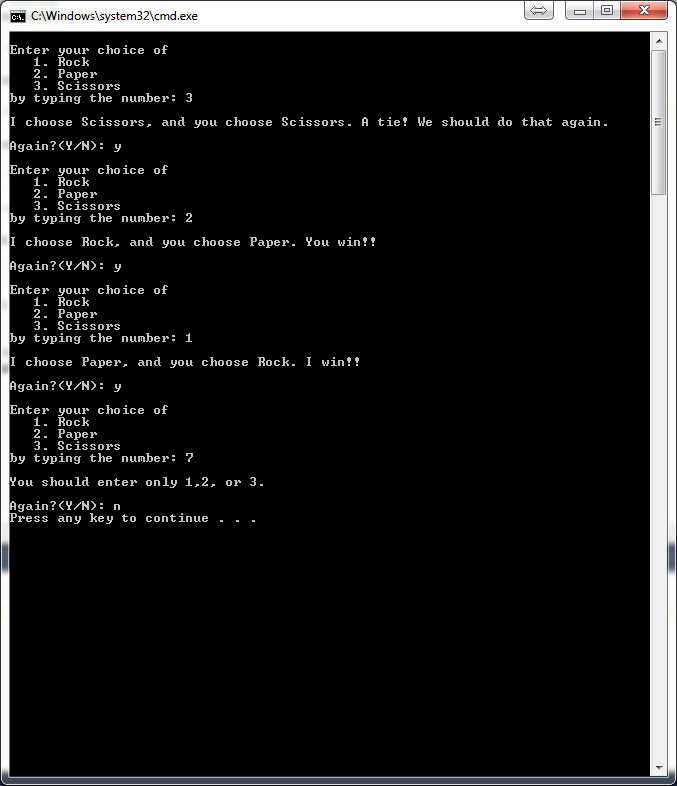 C:\Windows\system32\cmd.exe
Enter your choice of
1. Rock
2. Paper
3. Scissors
by typing the number: 3
I choose Scissors, and you choose Scissors. A tie! We should do that again.
Again?(Y/N): y
Enter your choice of
1. Rock
2. Paper
3. Scissors
by typing the number: 2
I choose Rock, and you choose Paper. You win!!
Again?(Y/N): y
Enter your choice of
1. Rock
2. Paper
3. Scissors
by typing the number: 1
I choose Paper, and you choose Rock. I win!!
Again?(Y/N): y
Enter your choice of
1. Rock
2. Paper
3. Scissors
by typing the number: 7
You should enter only 1,2, or 3.
Again?(Y/N): n
Press any key to continue . . .